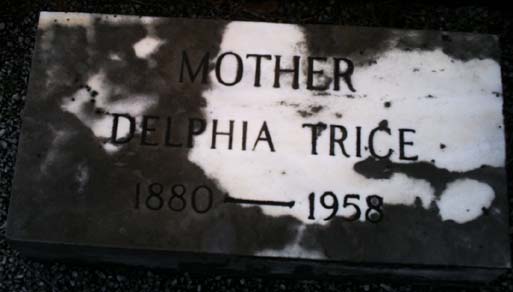 MOTHER
DELPHIA TRICE
1880 — 1958